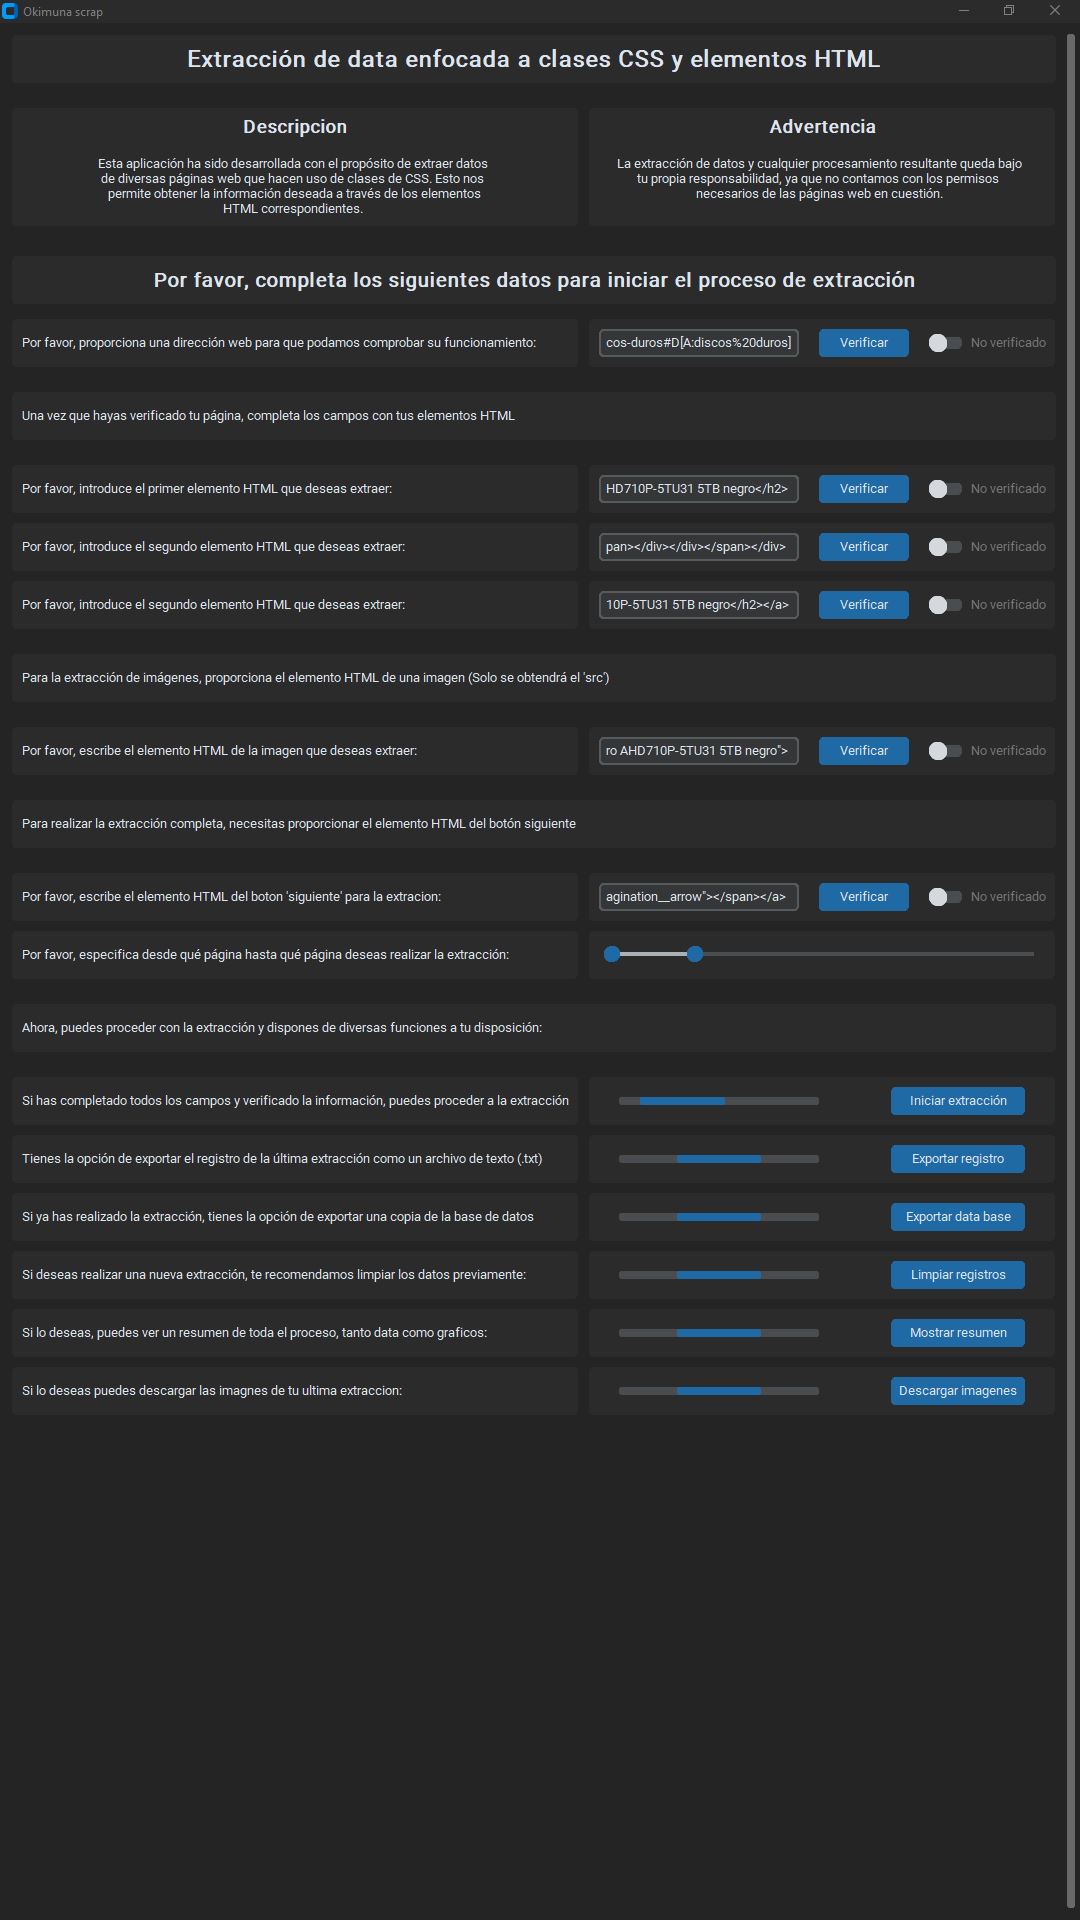 Okimuna scrap
Extracción de data enfocada a clases CSS y elementos HTML
Descripcion
Esta aplicación ha sido desarrollada con el propósito de extraer datos
de diversas páginas web que hacen uso de clases de CSS. Esto nos
permite obtener la información deseada a través de los elementos
HTML correspondientes.
Advertencia
La extracción de datos y cualquier procesamiento resultante queda bajo
tu propia responsabilidad, ya que no contamos con los permisos
necesarios de las páginas web en cuestión.
Por favor, completa los siguientes datos para iniciar el proceso de extracción
Por favor, proporciona una dirección web para que podamos comprobar su funcionamiento: cos-duros#D[A:discos%20duros] Verificar No verificado
Una vez que hayas verificado tu página, completa los campos con tus elementos HTML
Por favor, introduce el primer elemento HTML que deseas extraer: HD710P-5TU31 5TB negro</h2> Verificar No verificado
Por favor, introduce el segundo elemento HTML que deseas extraer: pan></div></div></span></div> Verificar No verificado
Por favor, introduce el segundo elemento HTML que deseas extraer: 10P-5TU31 5TB negro</h2></a> Verificar No verificado
Para la extracción de imágenes, proporciona el elemento HTML de una imagen (Solo se obtendrá el 'src')
Por favor, escribe el elemento HTML de la imagen que deseas extraer: ro AHD710P-5TU31 5TB negro"> Verificar No verificado
Para realizar la extracción completa, necesitas proporcionar el elemento HTML del botón siguiente
Por favor, escribe el elemento HTML del boton 'siguiente' para la extracion: agination__arrow"></span></a> Verificar No verificado
Por favor, especifica desde qué página hasta qué página deseas realizar la extracción:
Ahora, puedes proceder con la extracción y dispones de diversas funciones a tu disposición:
Si has completado todos los campos y verificado la información, puedes proceder a la extracción Iniciar extracción
Tienes la opción de exportar el registro de la última extracción como un archivo de texto (.txt) Exportar registro
Si ya has realizado la extracción, tienes la opción de exportar una copia de la base de datos Exportar data base
Si deseas realizar una nueva extracción, te recomendamos limpiar los datos previamente: Limpiar registros
Si lo deseas, puedes ver un resumen de toda el proceso, tanto data como graficos: Mostrar resumen
Si lo deseas puedes descargar las imagnes de tu ultima extraccion: Descargar imagenes